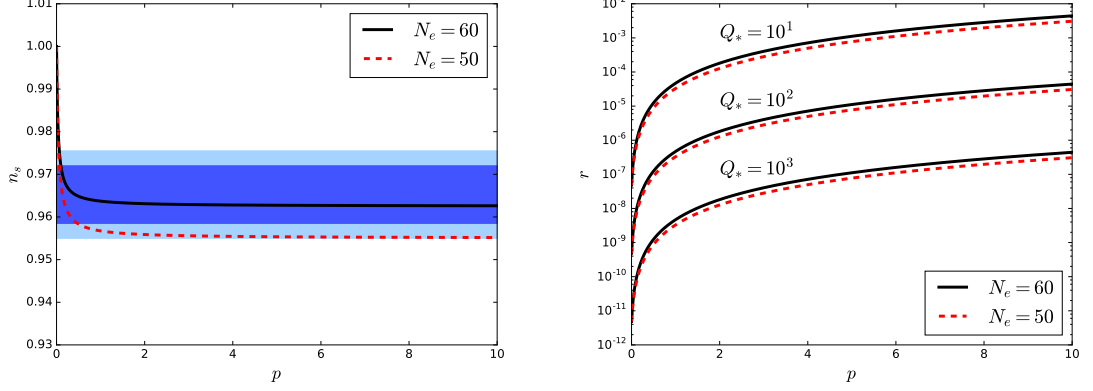 1.00
0.99
0.98
0.97
0.96
0.95
0.94
0.93
n_s
0
2
4
6
8
10
p
N_e = 60
N_e = 50
10^-2
10^-3
10^-4
10^-5
10^-6
10^-7
10^-8
10^-9
10^-10
10^-11
10^-12
r
Q_* = 10^1
Q_* = 10^2
Q_* = 10^3
N_e = 60
N_e = 50
0
2
4
6
8
10
p